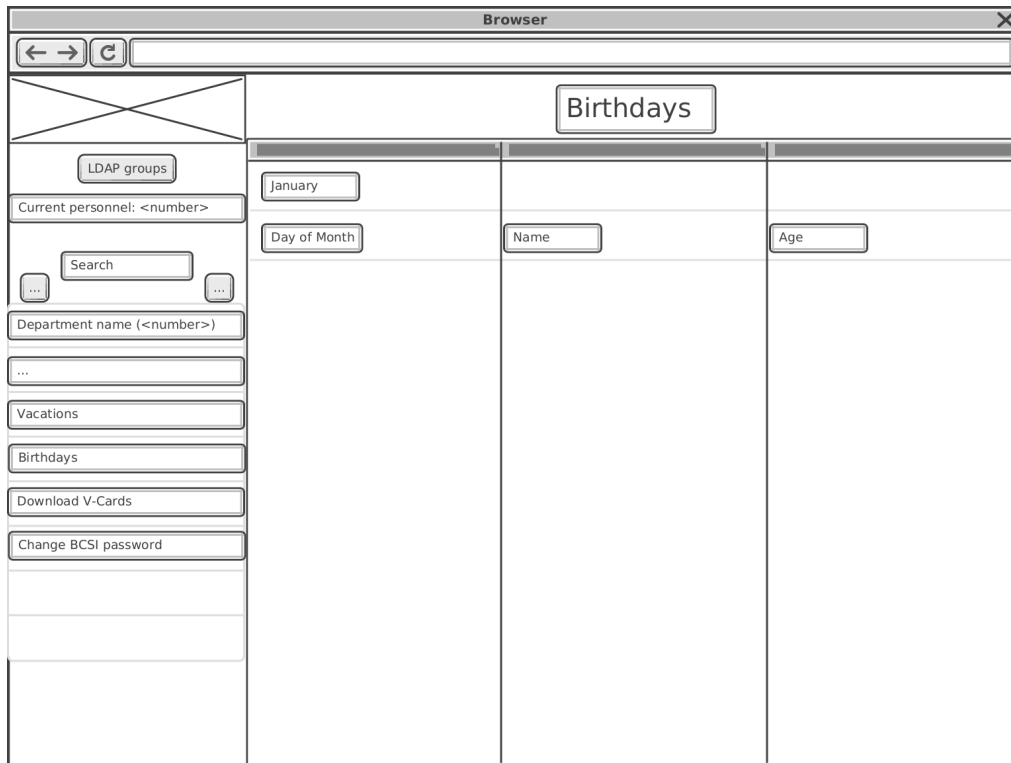 Browser
Birthdays
LDAP groups
Current personnel: <number>
Search
...
...
Department name (<number>)
...
Vacations
Birthdays
Download V-Cards
Change BCSI password
January
Day of Month
Name
Age